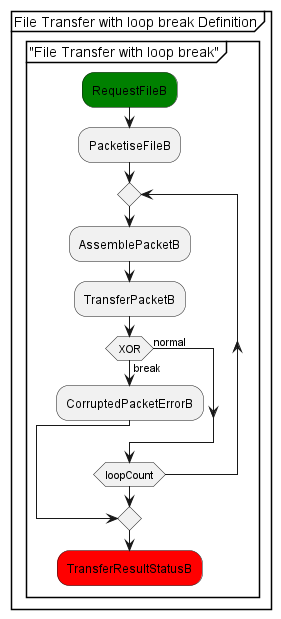 File Transfer with loop break Definition
"File Transfer with loop break"
RequestFileB
PacketiseFileB
AssemblePacketB
TransferPacketB
XOR
normal
break
CorruptedPacketErrorB
loopCount
TransferResultStatusB